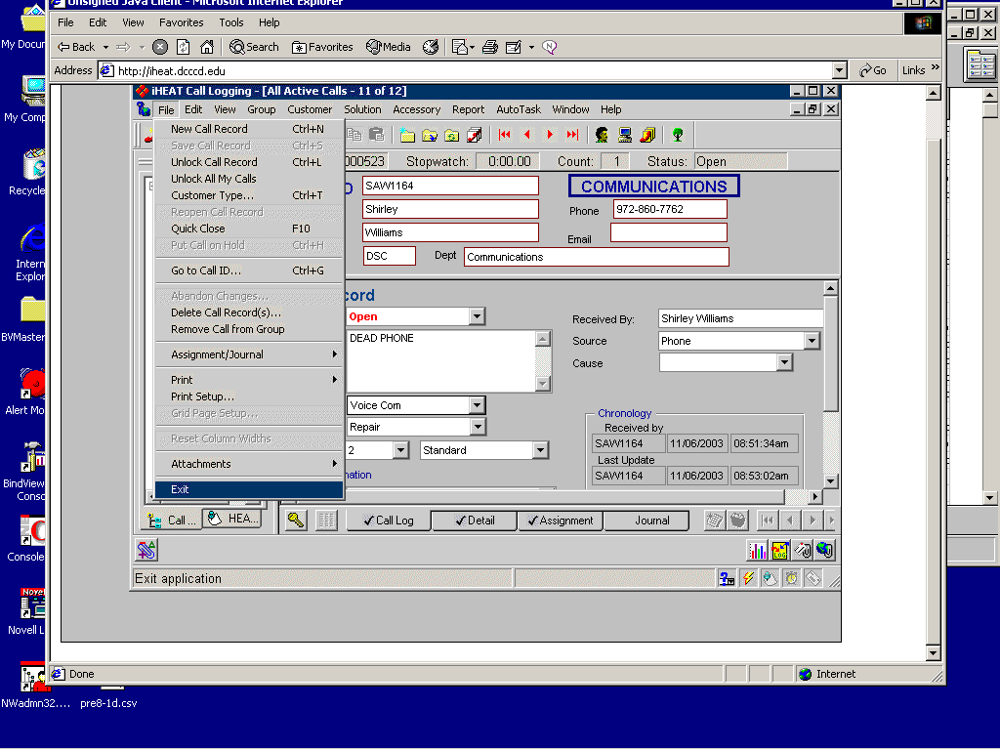 Unsigned Java Client - Microsoft Internet Explorer
File Edit View Favorites Tools Help
Back Search Favorites Media
Address http://iheat.dcccd.edu Go Links »
iHEAT Call Logging - [All Active Calls - 11 of 12]
File Edit View Group Customer Solution Accessory Report AutoTask Window Help
New Call Record Ctrl+N
Save Call Record Ctrl+S
Unlock Call Record Ctrl+L
Unlock All My Calls
Customer Type... Ctrl+T
Reopen Call Record
Quick Close F10
Put Call on Hold Ctrl+H
Go to Call ID... Ctrl+G
Abandon Changes...
Delete Call Record(s)...
Remove Call from Group
Assignment/Journal
Print
Print Setup...
Grid Page Setup...
Reset Column Widths
Attachments
Exit
000523 Stopwatch: 0:00.00 Count: 1 Status: Open
D SAW1164 COMMUNICATIONS
Shirley Phone 972-860-7762
Williams Email
DSC Dept Communications
cord
Open Received By: Shirley Williams
DEAD PHONE Source Phone
Cause
Voice Com
Repair
2 Standard
mation
Chronology
Received by
SAW1164 11/06/2003 08:51:34am
Last Update
SAW1164 11/06/2003 08:53:02am
Call ... HEA... Call Log Detail Assignment Journal
LOG
Exit application
Done Internet
My Docum
My Comp
Recycle
Intern
Explor
BVMaster
Alert Mo
BindView
Conso
Console
Novell
Novell L
NWadmn32.... pre8-1d.csv